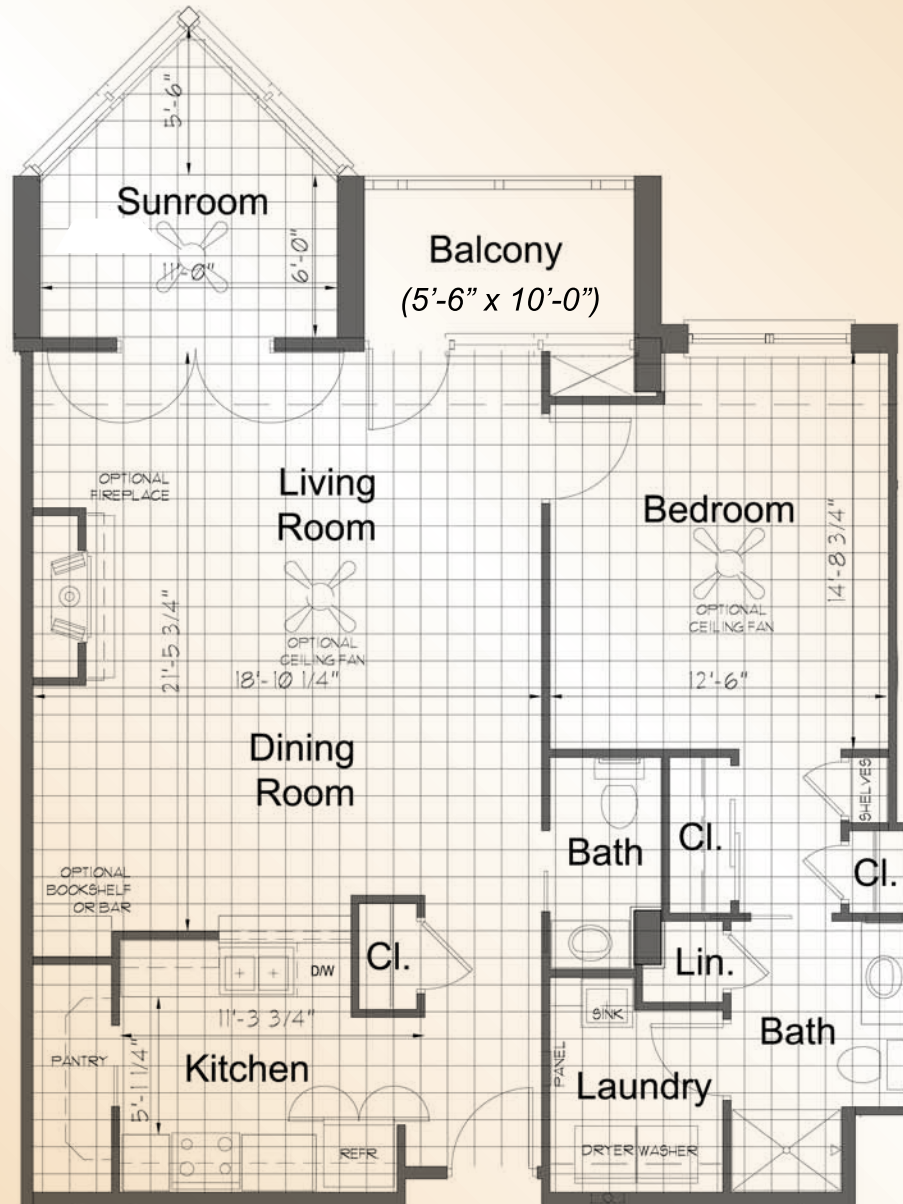 5'-6"
Sunroom
11'-0"
6'-0"
Balcony
(5'-6” x 10'-0”)
OPTIONAL
FIREPLACE
Living
Room
Bedroom
14'-8 3/4"
OPTIONAL
CEILING FAN
21'-5 3/4"
OPTIONAL
CEILING FAN
18'-10 1/4"
12'-6"
Dining
Room
SHELVES
Bath
Cl.
Cl.
OPTIONAL
BOOKSHELF
OR BAR
D/W
Cl.
Lin.
11'-3 3/4"
SINK
Bath
PANTRY
5'-1 1/4"
Kitchen
PANEL
Laundry
REFR
DRYER
WASHER